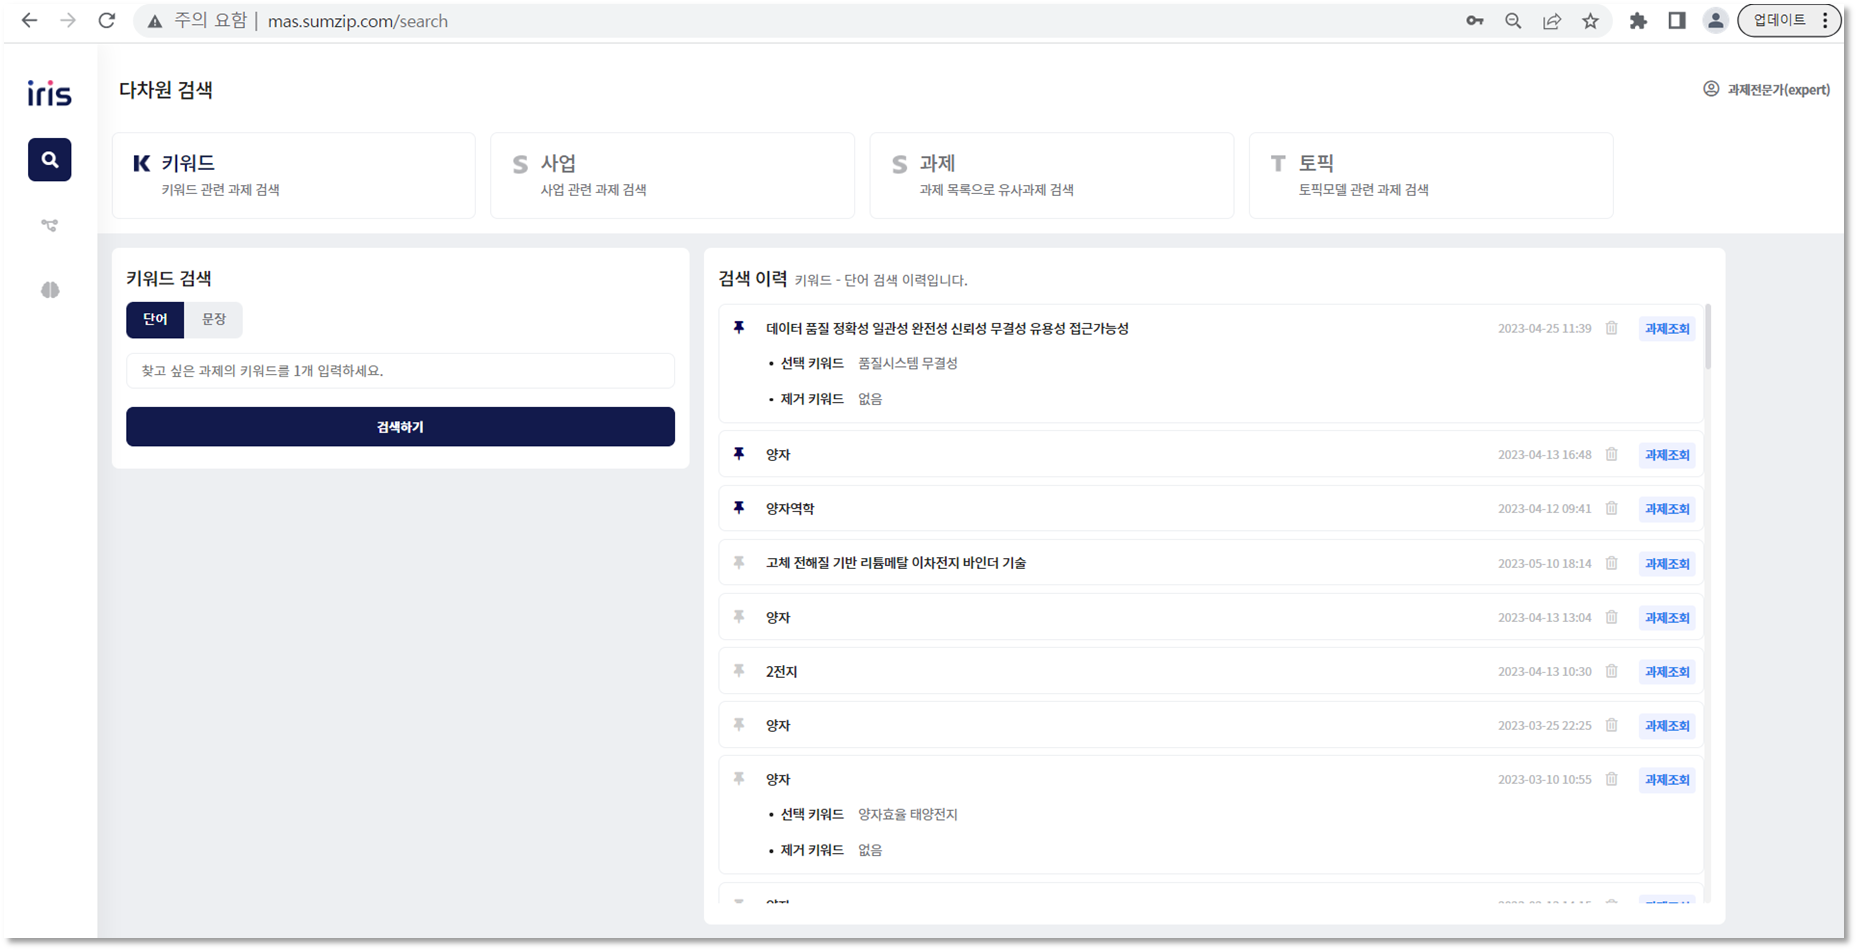 주의 요함 | mas.sumzip.com/search
업데이트
iris
다차원 검색
과제전문가(expert)
K 키워드
키워드 관련 과제 검색
S 사업
사업 관련 과제 검색
S 과제
과제 목록으로 유사과제 검색
T 토픽
토픽모델 관련 과제 검색
키워드 검색
단어 문장
찾고 싶은 과제의 키워드를 1개 입력하세요.
검색하기
검색 이력 키워드 - 단어 검색 이력입니다.
데이터 품질 정확성 일관성 완전성 신뢰성 무결성 유용성 접근가능성 2023-04-25 11:39 과제조회
• 선택 키워드 품질시스템 무결성
• 제거 키워드 없음
양자 2023-04-13 16:48 과제조회
양자역학 2023-04-12 09:41 과제조회
고체 전해질 기반 리튬메탈 이차전지 바인더 기술 2023-05-10 18:14 과제조회
양자 2023-04-13 13:04 과제조회
2전지 2023-04-13 10:30 과제조회
양자 2023-03-25 22:25 과제조회
양자 2023-03-10 10:55 과제조회
• 선택 키워드 양자효율 태양전지
• 제거 키워드 없음